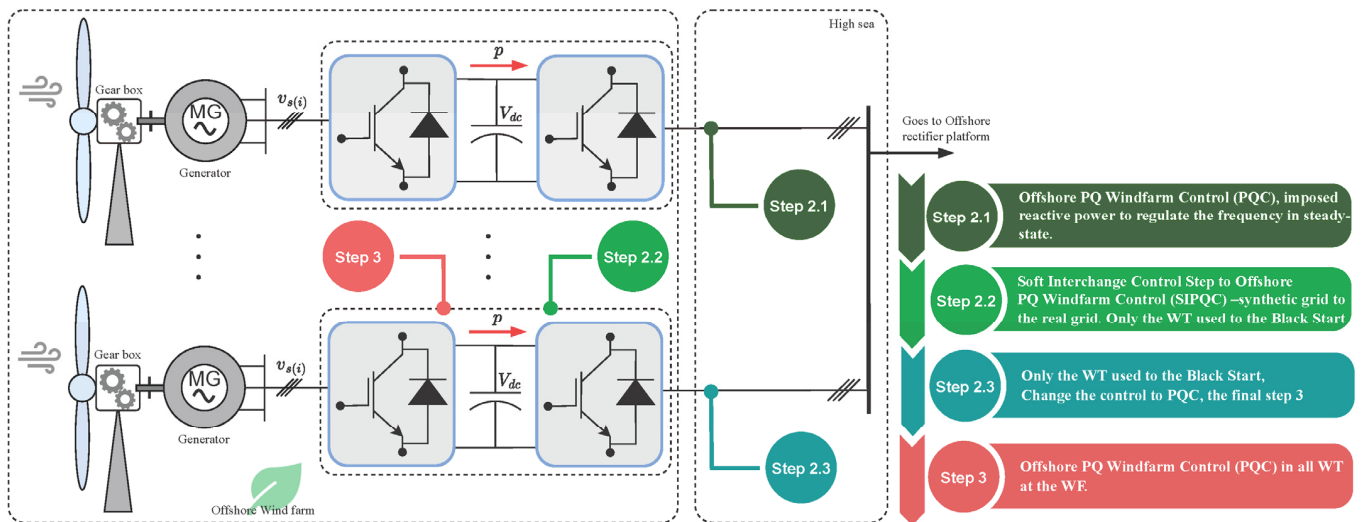 High sea
p
Gear box
v_s(i)
MG
V_dc
Generator
Goes to Offshore
rectifier platform
Step 2.1
Step 2.1
Offshore PQ Windfarm Control (PQC), imposed
reactive power to regulate the frequency in steady-
state.
Step 3
Step 2.2
Step 2.2
Soft Interchange Control Step to Offshore
PQ Windfarm Control (SIPQC) –synthetic grid to
the real grid. Only the WT used to the Black Start
p
Gear box
v_s(i)
MG
V_dc
Generator
Step 2.3
Step 2.3
Only the WT used to the Black Start,
Change the control to PQC, the final step 3
Step 3
Offshore PQ Windfarm Control (PQC) in all WT
at the WF.
Offshore Wind farm